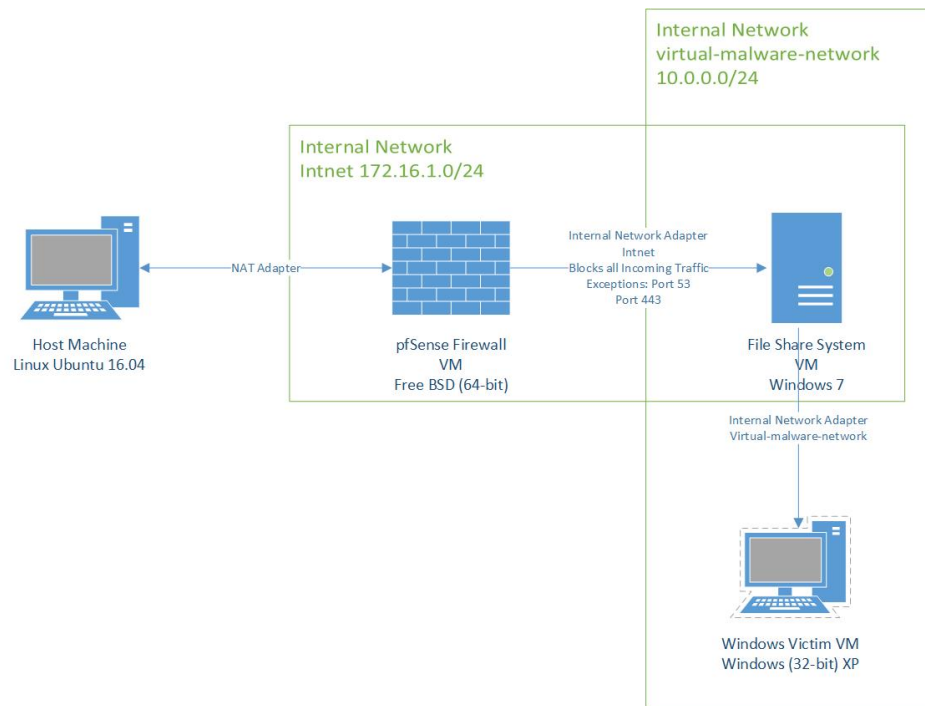 Internal Network
virtual-malware-network
10.0.0.0/24
Internal Network
Intnet 172.16.1.0/24
NAT Adapter
Internal Network Adapter
Intnet
Blocks all Incoming Traffic
Exceptions: Port 53
Port 443
Host Machine
Linux Ubuntu 16.04
pfSense Firewall
VM
Free BSD (64-bit)
File Share System
VM
Windows 7
Internal Network Adapter
Virtual-malware-network
Windows Victim VM
Windows (32-bit) XP